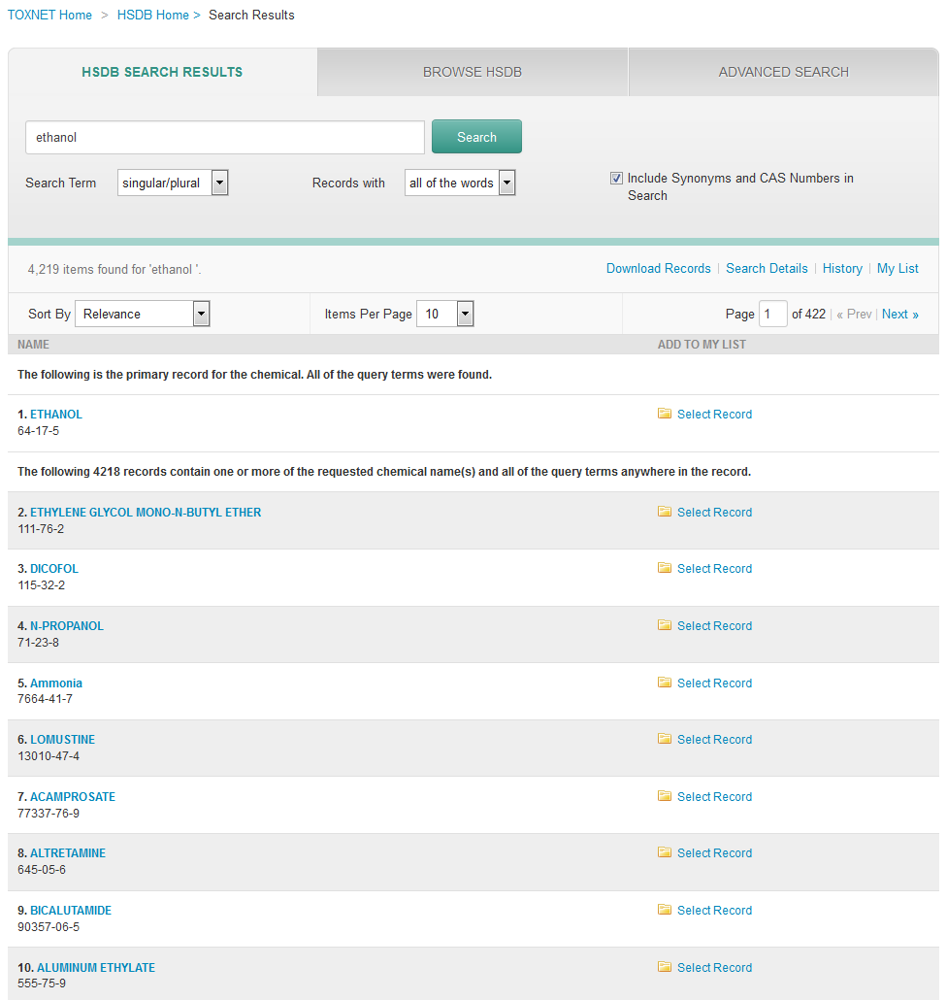 TOXNET Home > HSDB Home > Search Results
HSDB SEARCH RESULTS BROWSE HSDB ADVANCED SEARCH
ethanol Search
Search Term singular/plural Records with all of the words Include Synonyms and CAS Numbers in
Search
4,219 items found for 'ethanol '. Download Records | Search Details | History | My List
Sort By Relevance Items Per Page 10 Page 1 of 422 | « Prev | Next »
NAME ADD TO MY LIST
The following is the primary record for the chemical. All of the query terms were found.
1. ETHANOL Select Record
64-17-5
The following 4218 records contain one or more of the requested chemical name(s) and all of the query terms anywhere in the record.
2. ETHYLENE GLYCOL MONO-N-BUTYL ETHER Select Record
111-76-2
3. DICOFOL Select Record
115-32-2
4. N-PROPANOL Select Record
71-23-8
5. Ammonia Select Record
7664-41-7
6. LOMUSTINE Select Record
13010-47-4
7. ACAMPROSATE Select Record
77337-76-9
8. ALTRETAMINE Select Record
645-05-6
9. BICALUTAMIDE Select Record
90357-06-5
10. ALUMINUM ETHYLATE Select Record
555-75-9